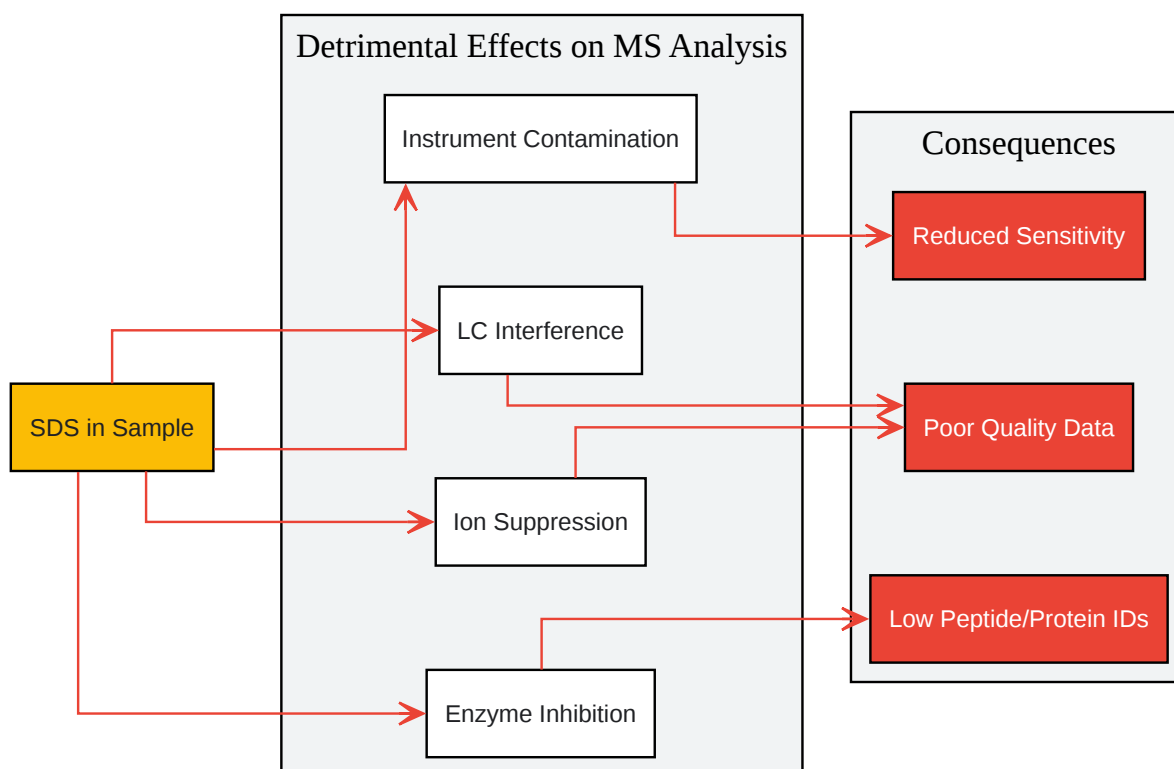 Detrimental Effects on MS Analysis
Instrument Contamination
LC Interference
SDS in Sample
Ion Suppression
Enzyme Inhibition
Consequences
Reduced Sensitivity
Poor Quality Data
Low Peptide/Protein IDs